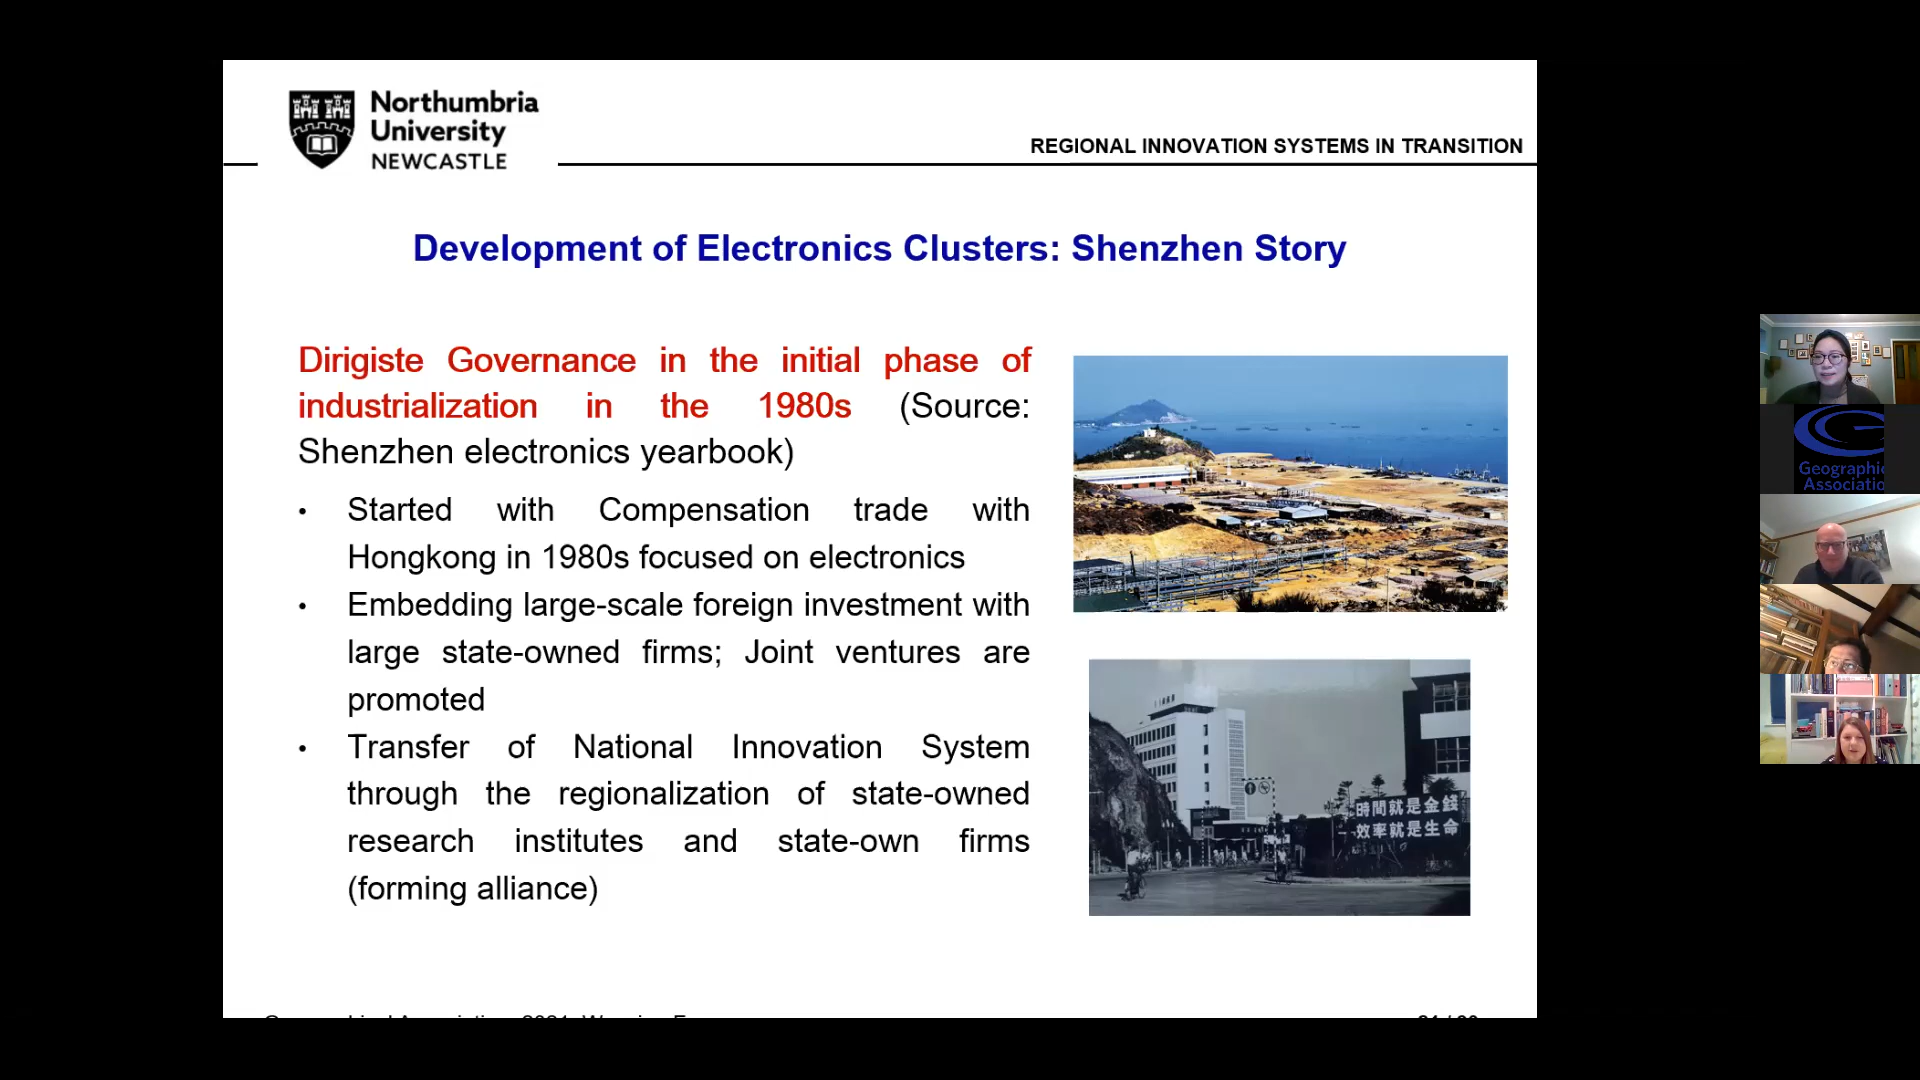 Northumbria
University
NEWCASTLE
REGIONAL INNOVATION SYSTEMS IN TRANSITION
Development of Electronics Clusters: Shenzhen Story
Dirigiste Governance in the initial phase of
industrialization in the 1980s (Source:
Shenzhen electronics yearbook)
• Started with Compensation trade with
Hongkong in 1980s focused on electronics
• Embedding large-scale foreign investment with
large state-owned firms; Joint ventures are
promoted
• Transfer of National Innovation System
through the regionalization of state-owned
research institutes and state-own firms
(forming alliance)
時間就是金錢
效率就是生命
Geographic
Associatio